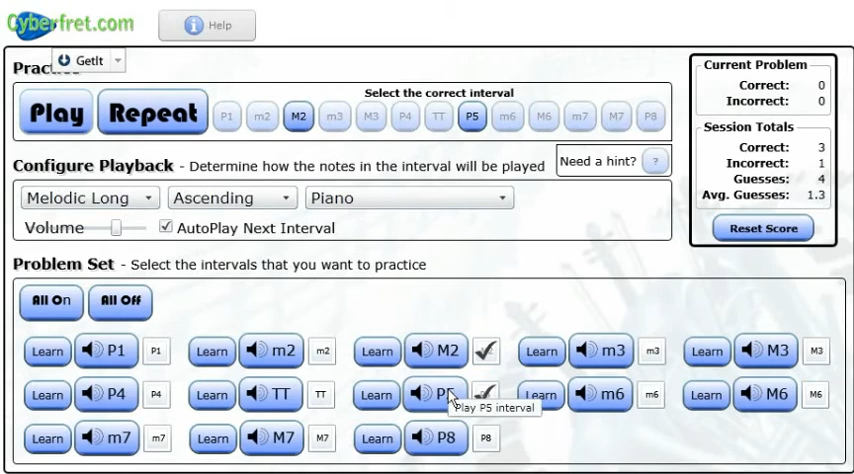 Cyberfret.com
Help
GetIt
Practice
Play
Repeat
Select the correct interval
P1 m2 M2 m3 M3 P4 TT P5 m6 M6 m7 M7 P8
Configure Playback - Determine how the notes in the interval will be played
Need a hint? ?
Melodic Long Ascending Piano
Volume AutoPlay Next Interval
Current Problem
Correct: 0
Incorrect: 0
Session Totals
Correct: 3
Incorrect: 1
Guesses: 4
Avg. Guesses: 1.3
Reset Score
Problem Set - Select the intervals that you want to practice
All On All Off
Learn P1 P1 Learn m2 m2 Learn M2 Learn m3 m3 Learn M3 M3
Learn P4 P4 Learn TT TT Learn P5 Learn m6 m6 Learn M6 M6
Play P5 interval
Learn m7 m7 Learn M7 M7 Learn P8 P8